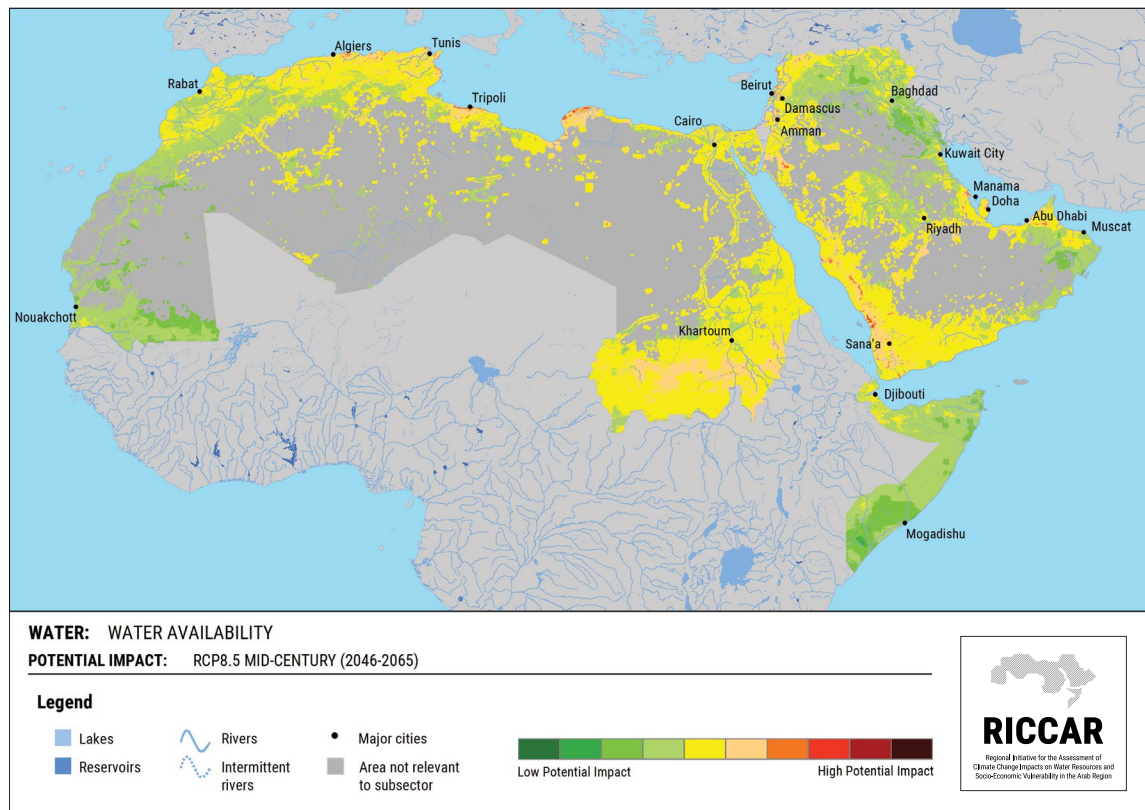 Algiers
Tunis
Rabat
Tripoli
Beirut
Damascus
Baghdad
Cairo
Amman
Kuwait City
Manama
Doha
Abu Dhabi
Muscat
Riyadh
Nouakchott
Khartoum
Sana'a
Djibouti
Mogadishu
WATER: WATER AVAILABILITY
POTENTIAL IMPACT: RCP8.5 MID-CENTURY (2046-2065)
Legend
Lakes
Reservoirs
Rivers
Intermittent
rivers
Major cities
Area not relevant
to subsector
Low Potential Impact
High Potential Impact
RICCAR
Regional Initiative for the Assessment of
Climate Change Impacts on Water Resources and
Socio-Economic Vulnerability in the Arab Region